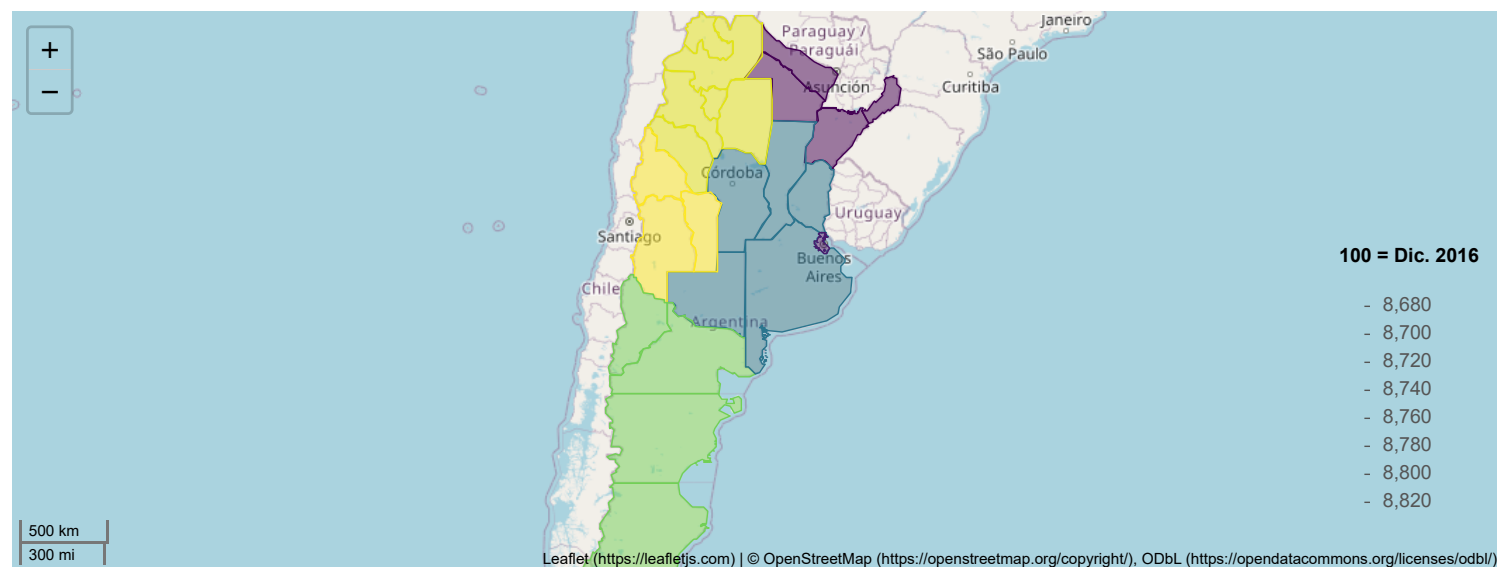 +
−
Janeiro
Paraguay /
Paraguái
São Paulo
Asunción
Curitiba
Córdoba
Uruguay
Santiago
Buenos
Aires
Chile
Argentina
100 = Dic. 2016
- 8,680
- 8,700
- 8,720
- 8,740
- 8,760
- 8,780
- 8,800
- 8,820
500 km
300 mi
Leaflet (https://leafletjs.com) | © OpenStreetMap (https://openstreetmap.org/copyright/), ODbL (https://opendatacommons.org/licenses/odbl/)